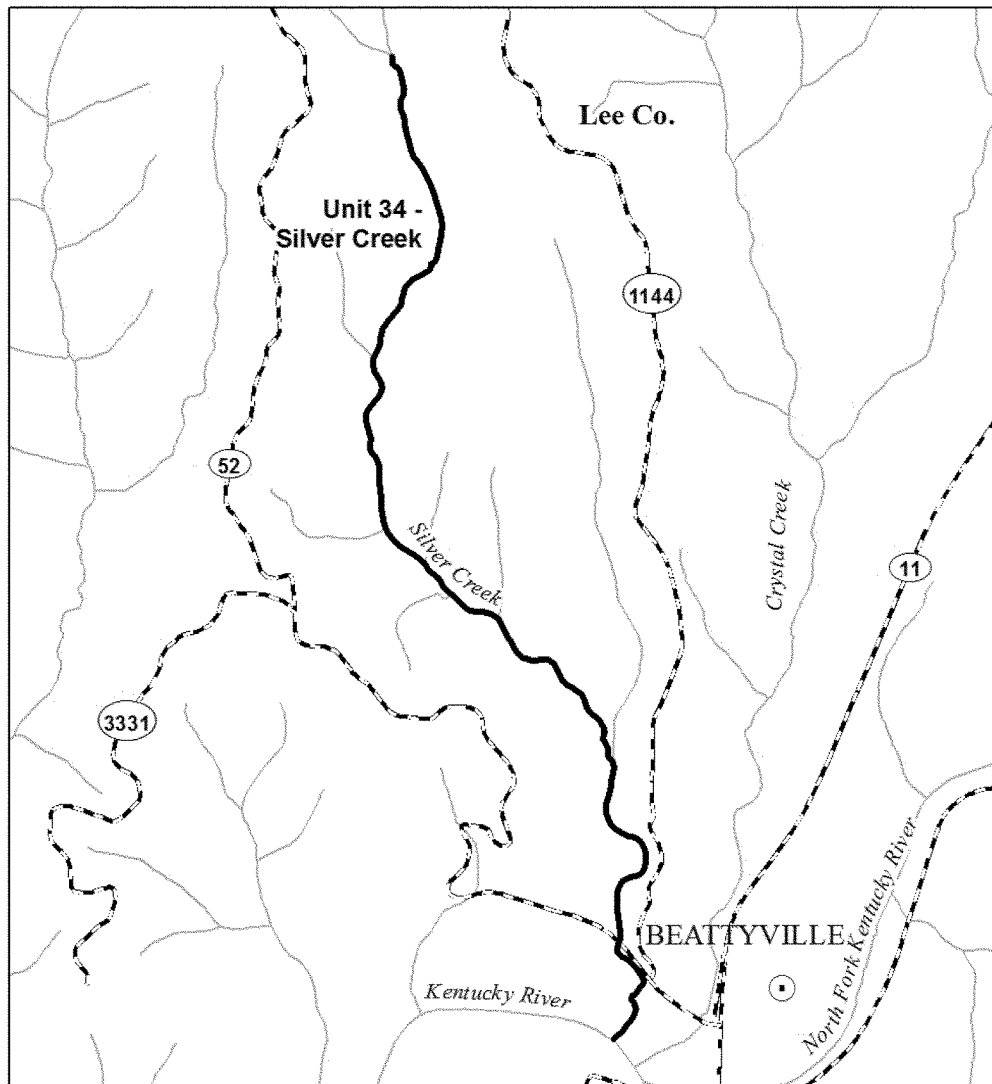 Lee Co.
Unit 34 -
Silver Creek
1144
52
Silver Creek
Crystal Creek
11
3331
North Fork Kentucky River
BEATTYVILLE
Kentucky River